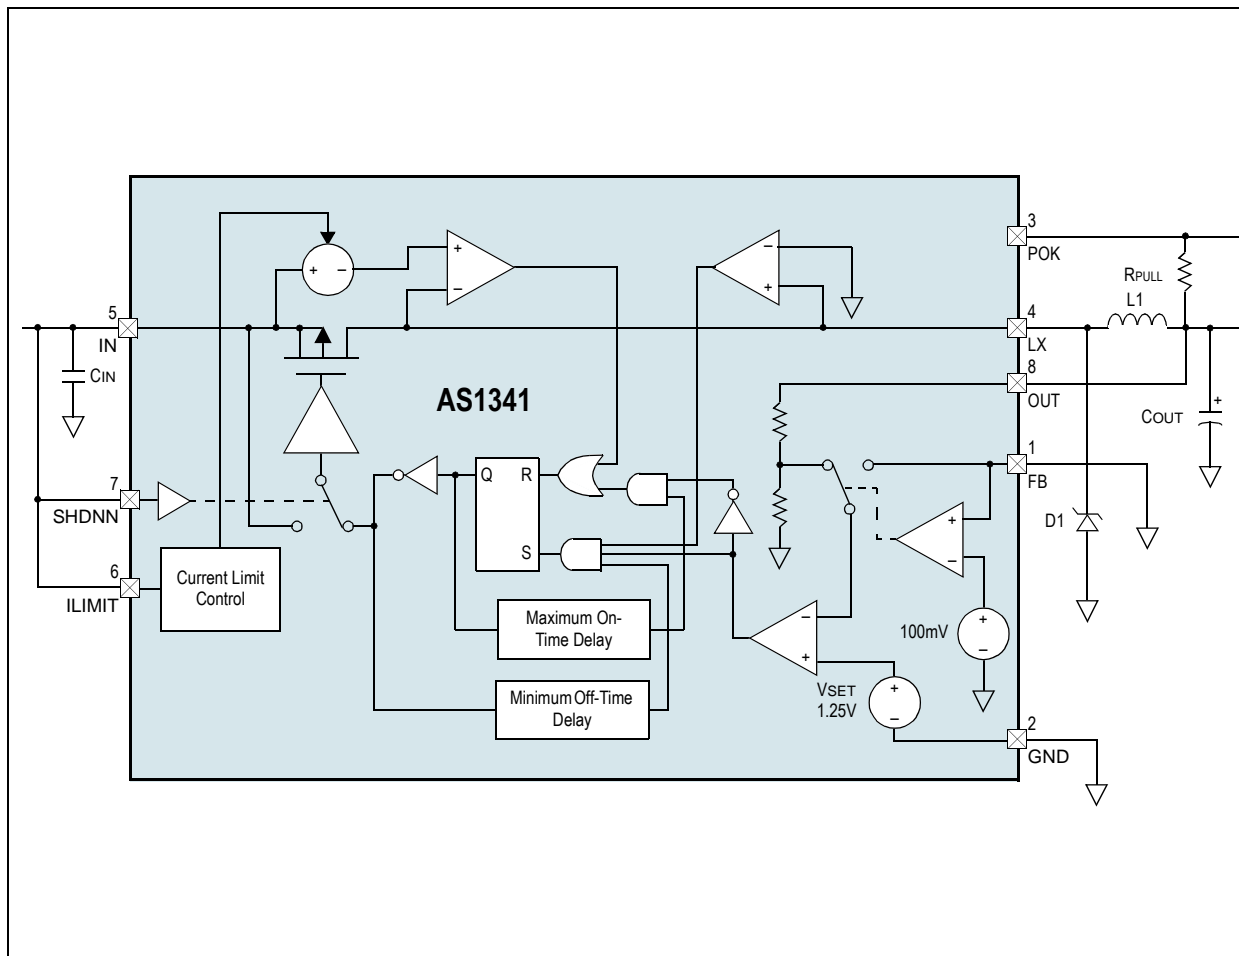 3
POK
RPULL
L1
5
IN
4
LX
8
OUT
CIN
AS1341
COUT
1
FB
7
SHDNN
Q
R
S
D1
6
ILIMIT
Current Limit
Control
Maximum On-
Time Delay
100mV
Minimum Off-Time
Delay
VSET
1.25V
2
GND
+
−
+
−
−
+
+
+
−
−
+
+
−
+
−